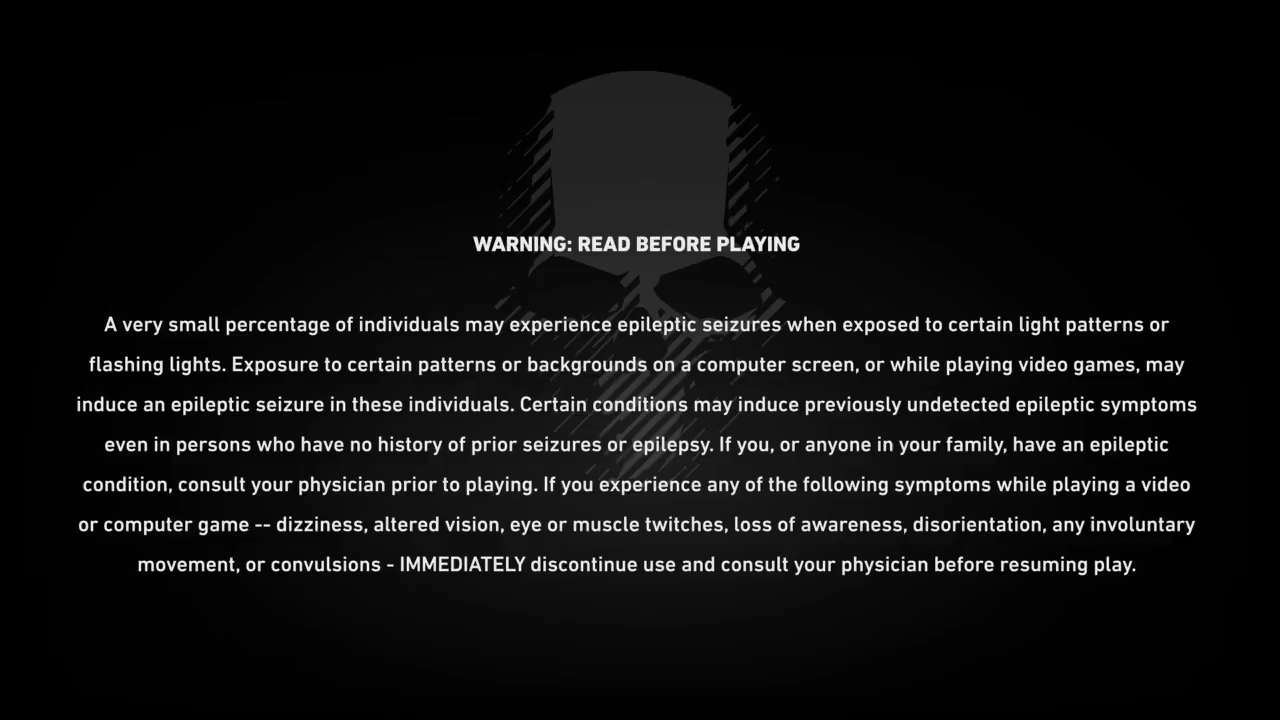 WARNING: READ BEFORE PLAYING
A very small percentage of individuals may experience epileptic seizures when exposed to certain light patterns or
flashing lights. Exposure to certain patterns or backgrounds on a computer screen, or while playing video games, may
induce an epileptic seizure in these individuals. Certain conditions may induce previously undetected epileptic symptoms
even in persons who have no history of prior seizures or epilepsy. If you, or anyone in your family, have an epileptic
condition, consult your physician prior to playing. If you experience any of the following symptoms while playing a video
or computer game -- dizziness, altered vision, eye or muscle twitches, loss of awareness, disorientation, any involuntary
movement, or convulsions - IMMEDIATELY discontinue use and consult your physician before resuming play.